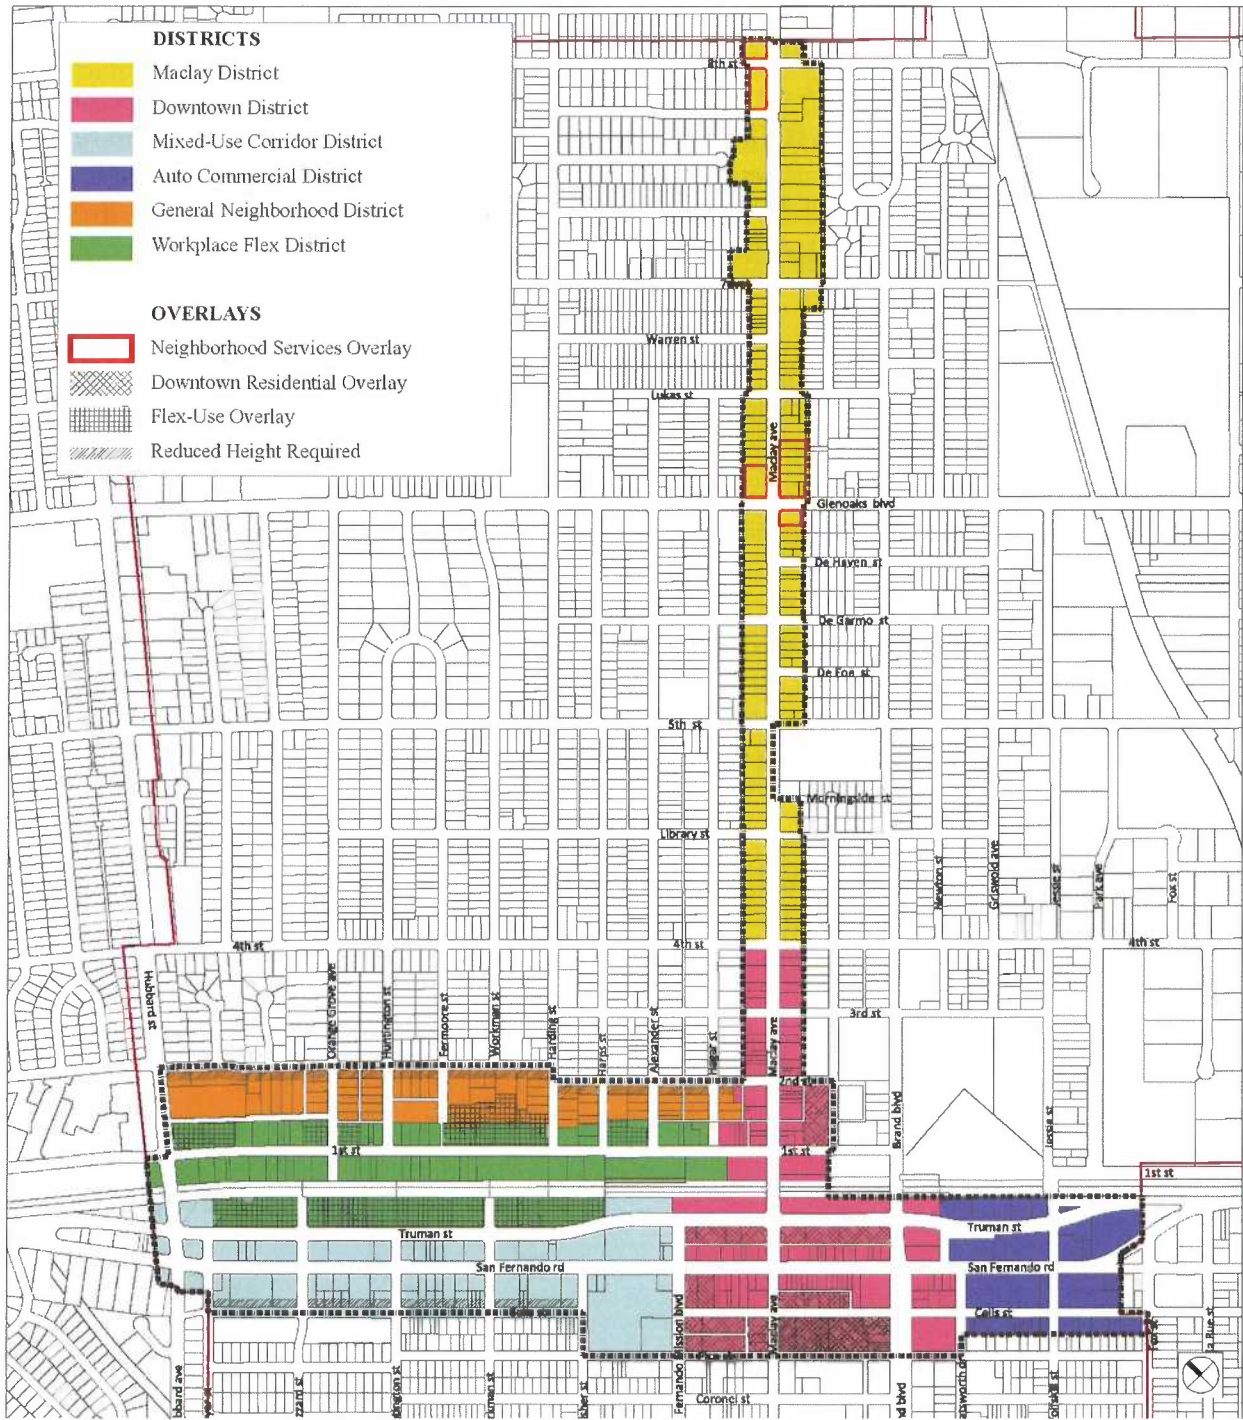 DISTRICTS
Maclay District
Downtown District
Mixed-Use Corridor District
Auto Commercial District
General Neighborhood District
Workplace Flex District
OVERLAYS
Neighborhood Services Overlay
Downtown Residential Overlay
Flex-Use Overlay
Reduced Height Required
8th st
Warren st
Lukas st
Maclay ave
Glenoaks blvd
De Haven st
De Garmo st
De Foe st
5th st
Morningside st
Library st
Newton st
Griswold ave
Jessie st
Park ave
Fox st
4th st
4th st
4th st
Hubbard st
Orange Grove ave
Huntington st
Fermoore st
Workman st
Harding st
Harps st
Alexander st
Hagar st
Maclay ave
3rd st
2nd st
Brand blvd
Jessie st
1st st
1st st
1st st
Truman st
Truman st
San Fernando rd
San Fernando rd
Celis st
Maclay ave
Fox st
la Rue st
Coronel st